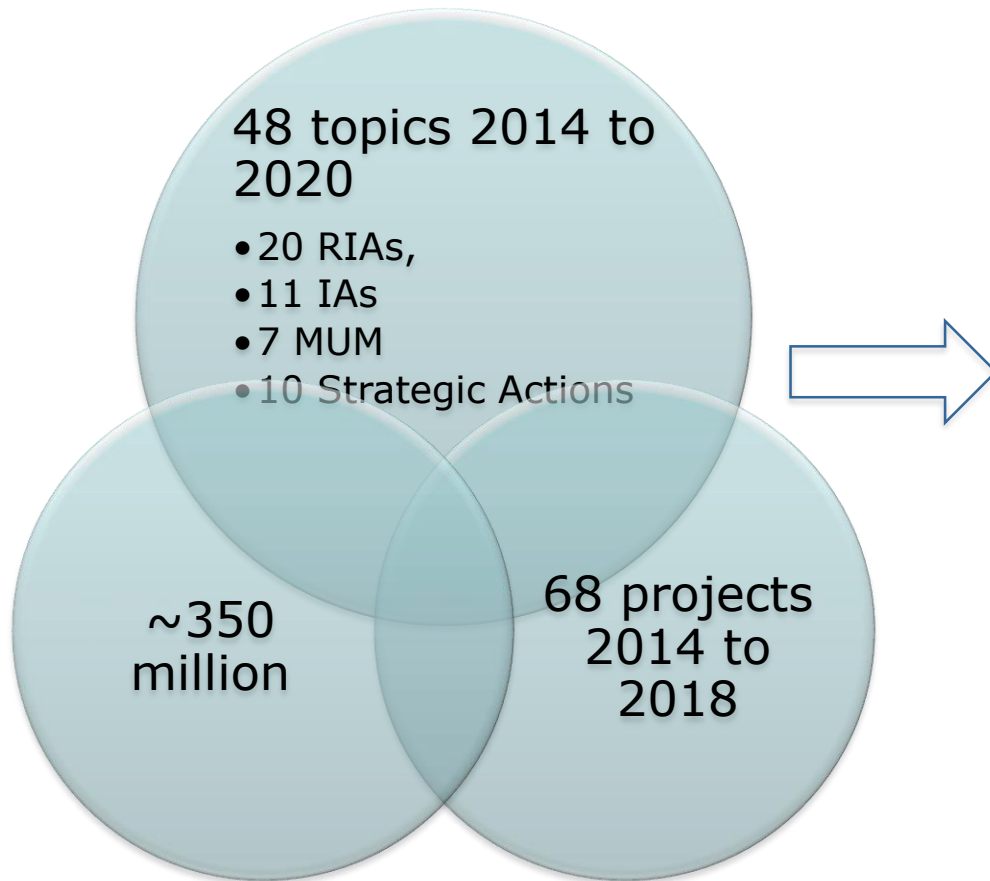 48 topics 2014 to
2020
•20 RIAs,
•11 IAs
•7 MUM
•10 Strategic Actions
~350
million
68 projects
2014 to
2018